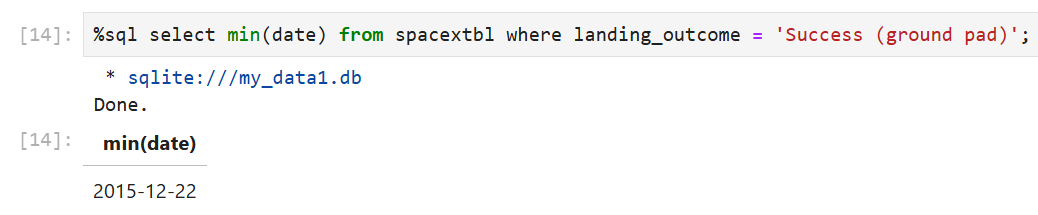 [14]: %sql select min(date) from spacextbl where landing_outcome = 'Success (ground pad)';
* sqlite:///my_data1.db
Done.
[14]: min(date)
2015-12-22